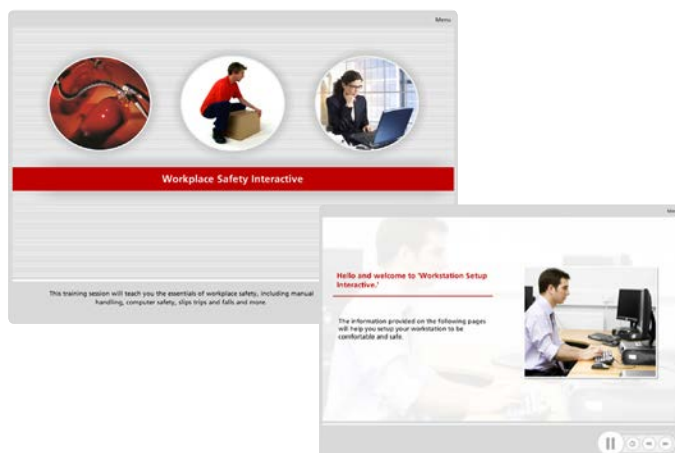 Menu
Workplace Safety Interactive
This training session will teach you the essentials of workplace safety, including manual
handling, computer safety, slips trips and falls and more.
Hello and welcome to 'Workstation Setup
Interactive.'
The information provided on the following pages
will help you setup your workstation to be
comfortable and safe.